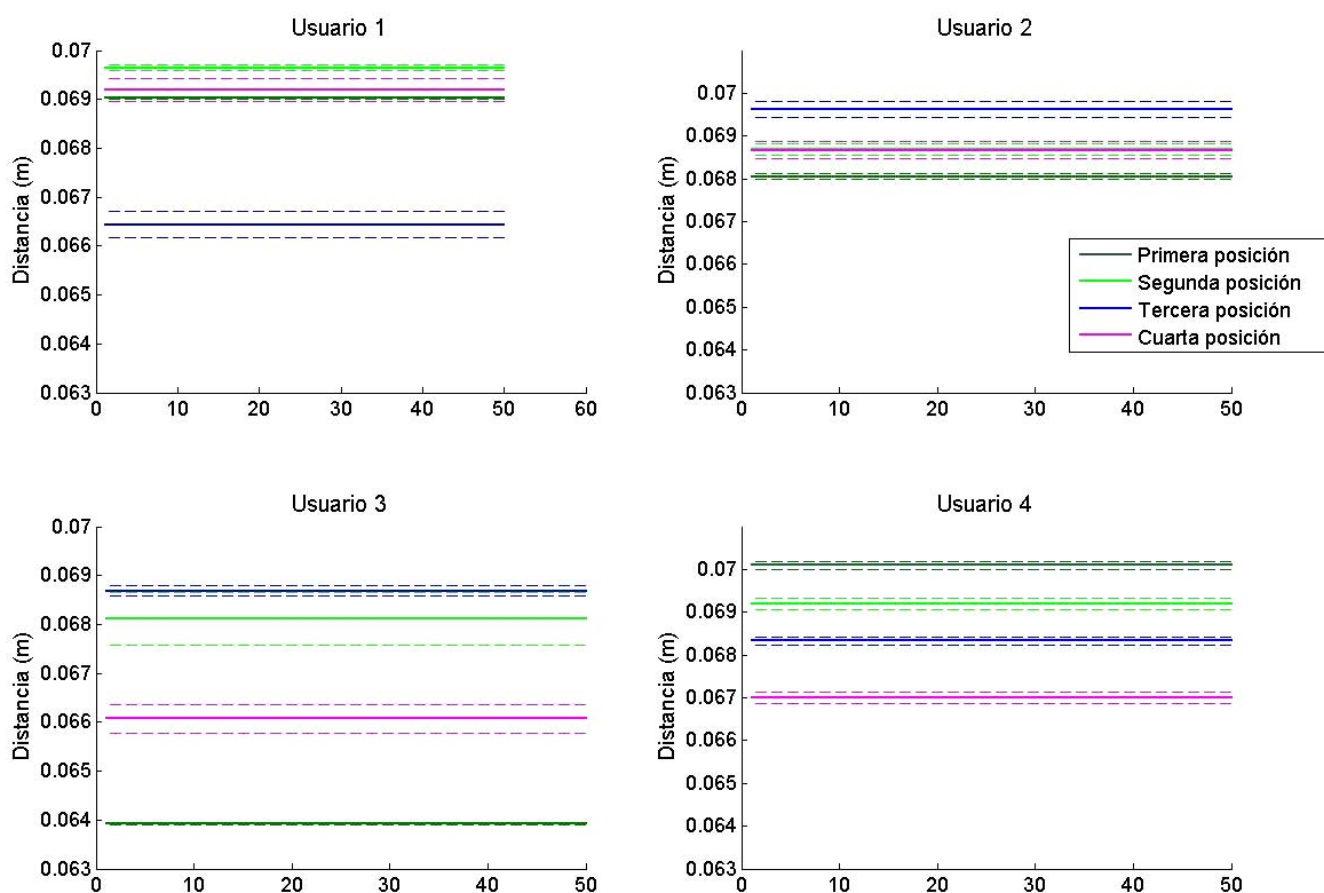 Usuario 1
0.07
0.069
0.068
0.067
0.066
0.065
0.064
0.063
Distancia (m)
0 10 20 30 40 50 60
Usuario 2
0.07
0.069
0.068
0.067
0.066
0.065
0.064
0.063
Distancia (m)
0 10 20 30 40 50
Primera posición
Segunda posición
Tercera posición
Cuarta posición
Usuario 3
0.07
0.069
0.068
0.067
0.066
0.065
0.064
0.063
Distancia (m)
0 10 20 30 40 50
Usuario 4
0.07
0.069
0.068
0.067
0.066
0.065
0.064
0.063
Distancia (m)
0 10 20 30 40 50